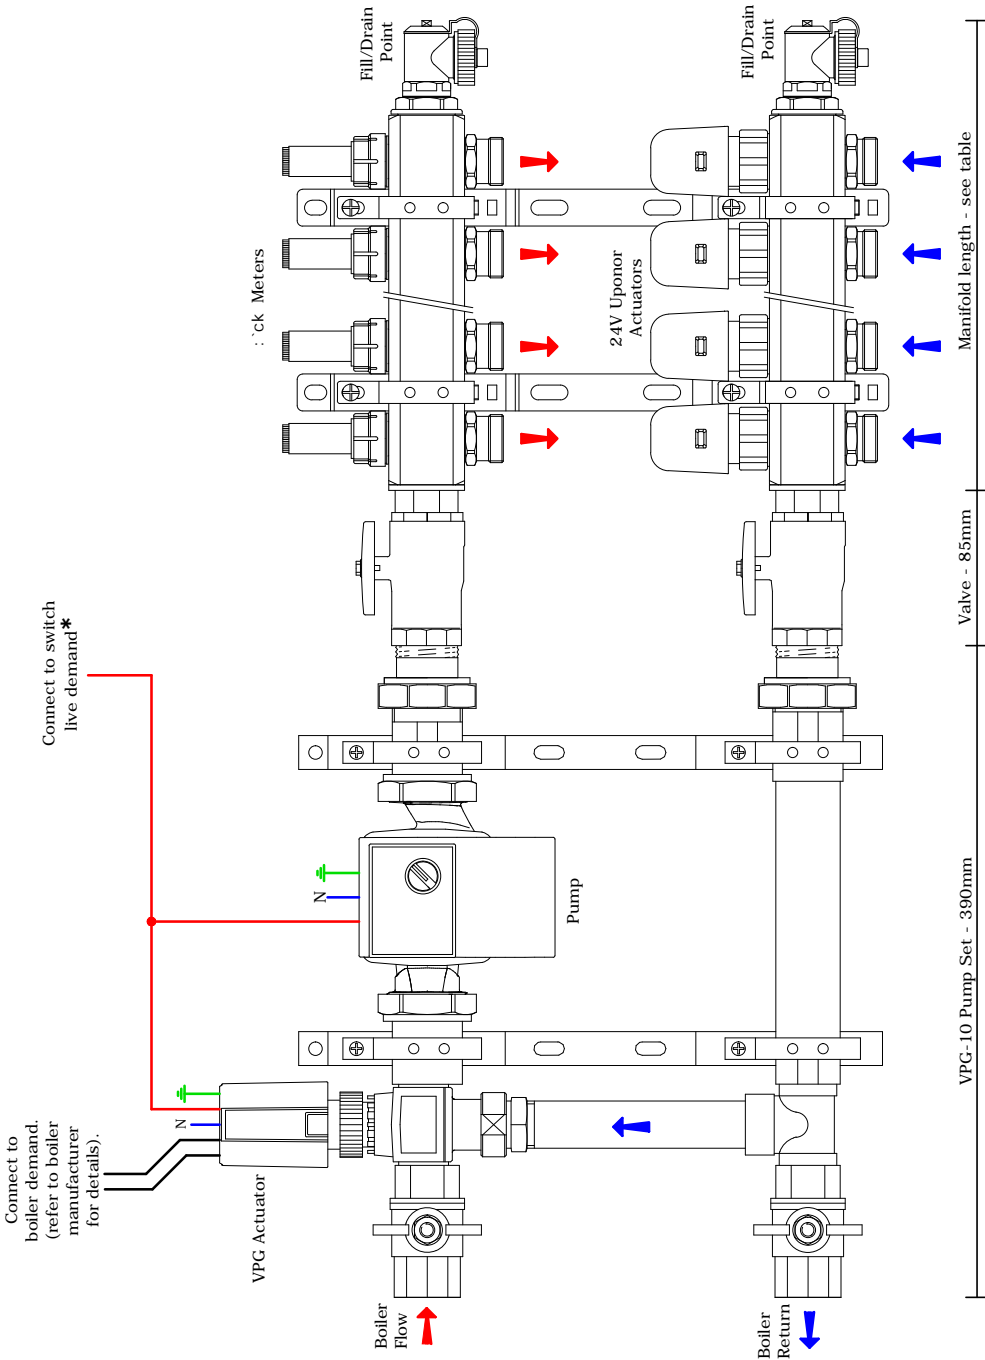 Connect to
boiler demand.
(refer to boiler
manufacturer
for details).
Connect to switch
live demand*
N
VPG Actuator
N
Pump
Meters
24V Uponor
Actuators
Fill/Drain
Point
Fill/Drain
Point
Boiler
Flow
Boiler
Return
VPG-10 Pump Set - 390mm
Valve - 85mm
Manifold length - see table